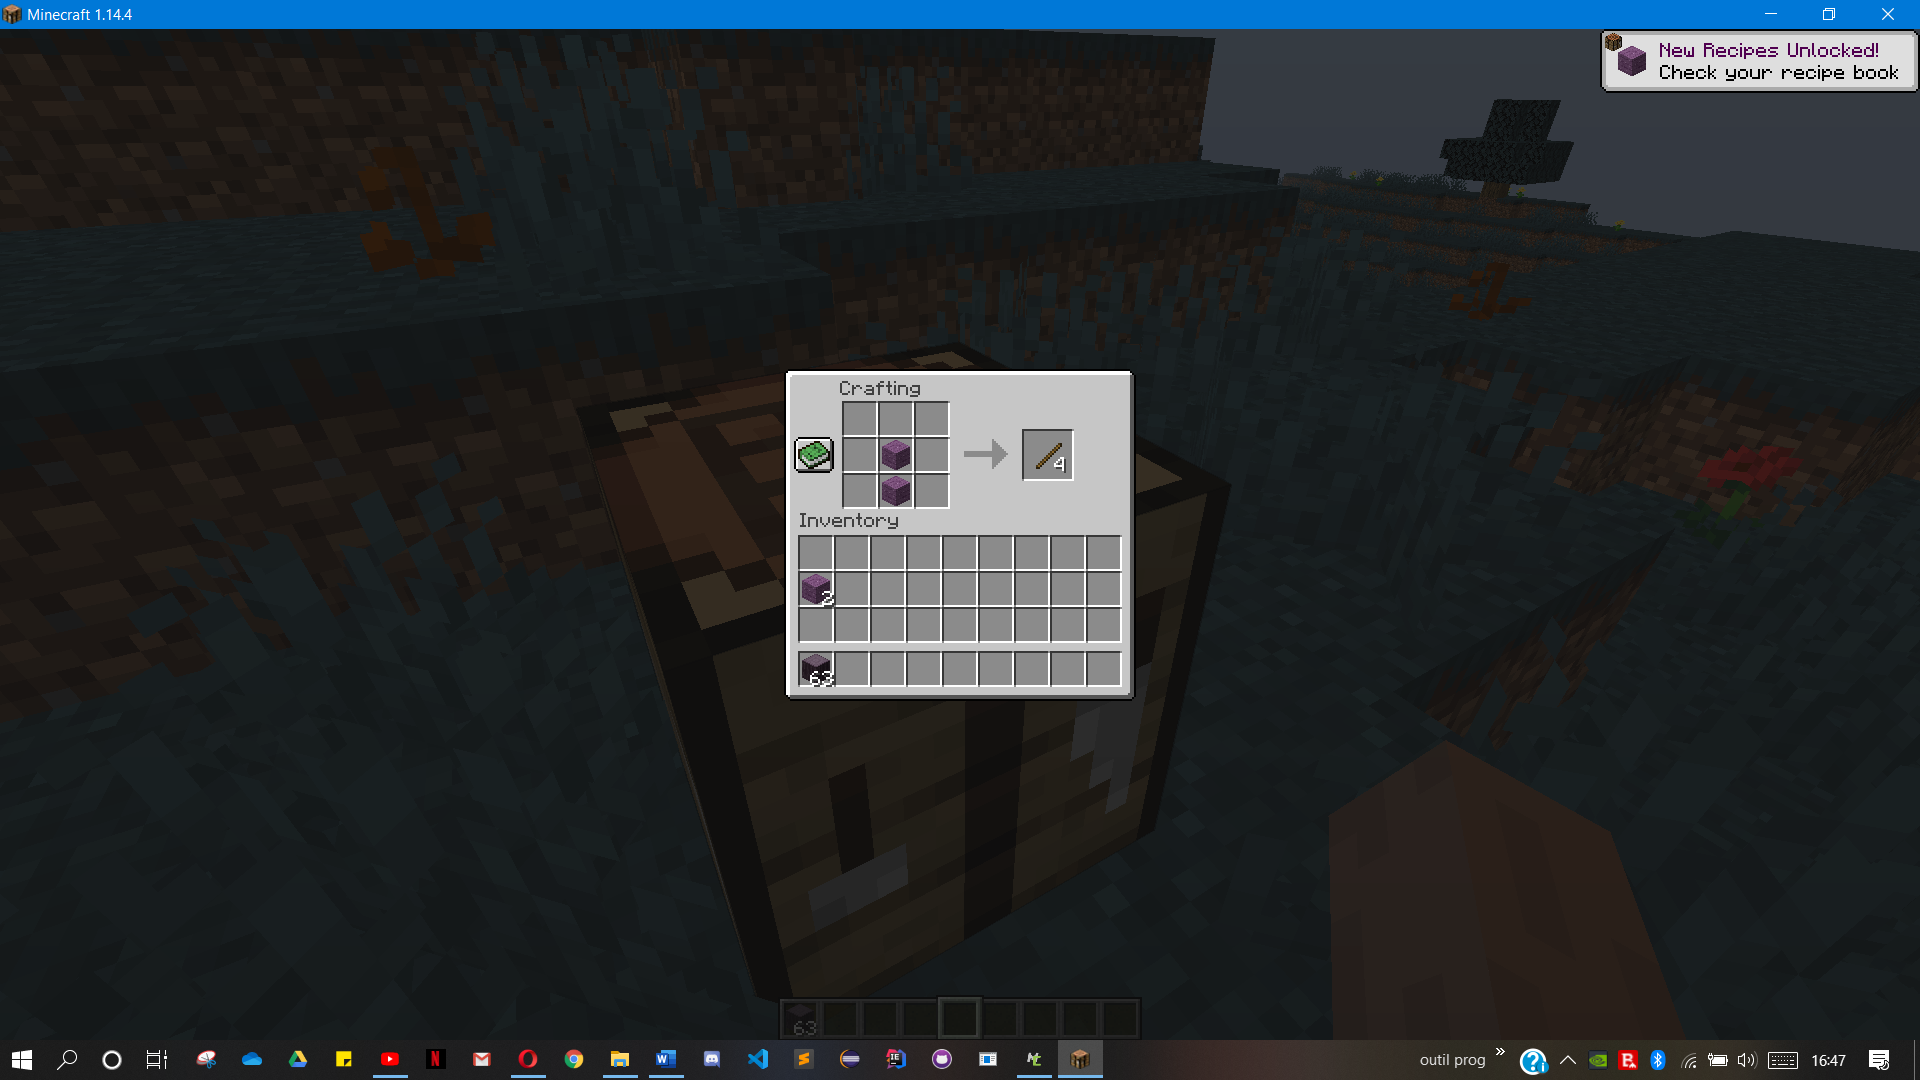 Minecraft 1.14.4
New Recipes Unlocked!
Check your recipe book
Crafting
4
Inventory
2
63
63
outil prog
16:47